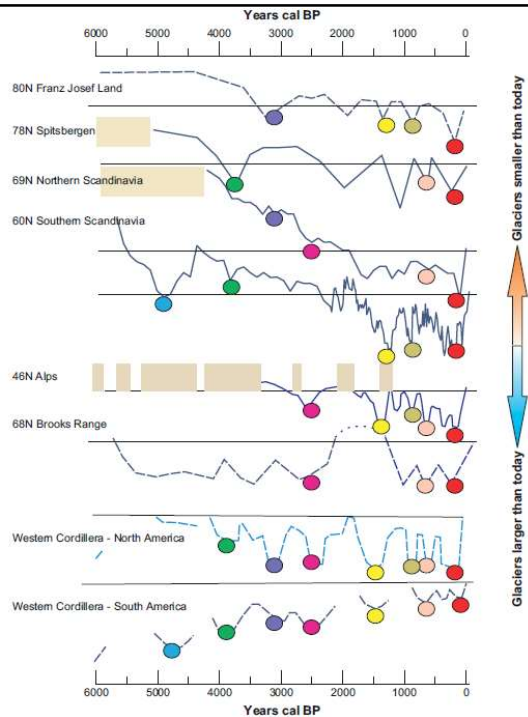 Years cal BP
6000 5000 4000 3000 2000 1000 0
80N Franz Josef Land
78N Spitsbergen
69N Northern Scandinavia
60N Southern Scandinavia
46N Alps
68N Brooks Range
Western Cordillera - North America
Western Cordillera - South America
6000 5000 4000 3000 2000 1000 0
Years cal BP
Glaciers smaller than today
Glaciers larger than today